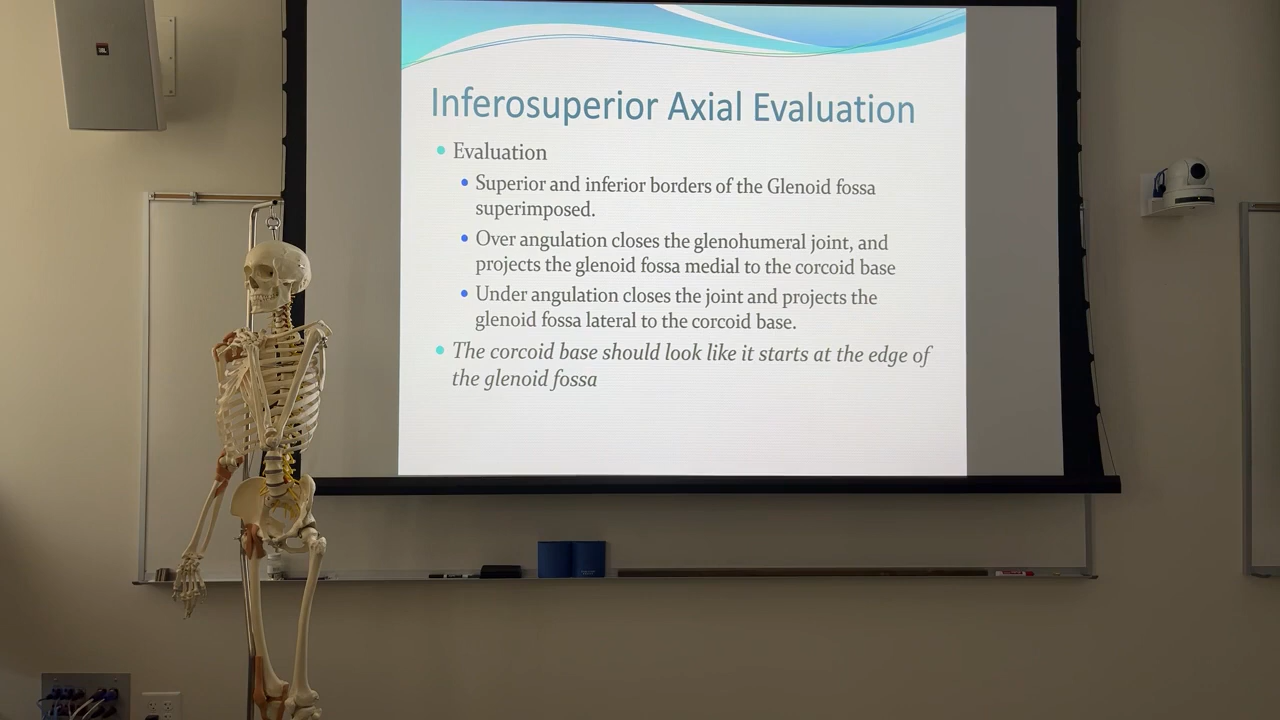 Inferosuperior Axial Evaluation
Evaluation
Superior and inferior borders of the Glenoid fossa
superimposed.
Over angulation closes the glenohumeral joint, and
projects the glenoid fossa medial to the corcoid base
Under angulation closes the joint and projects the
glenoid fossa lateral to the corcoid base.
The corcoid base should look like it starts at the edge of
the glenoid fossa